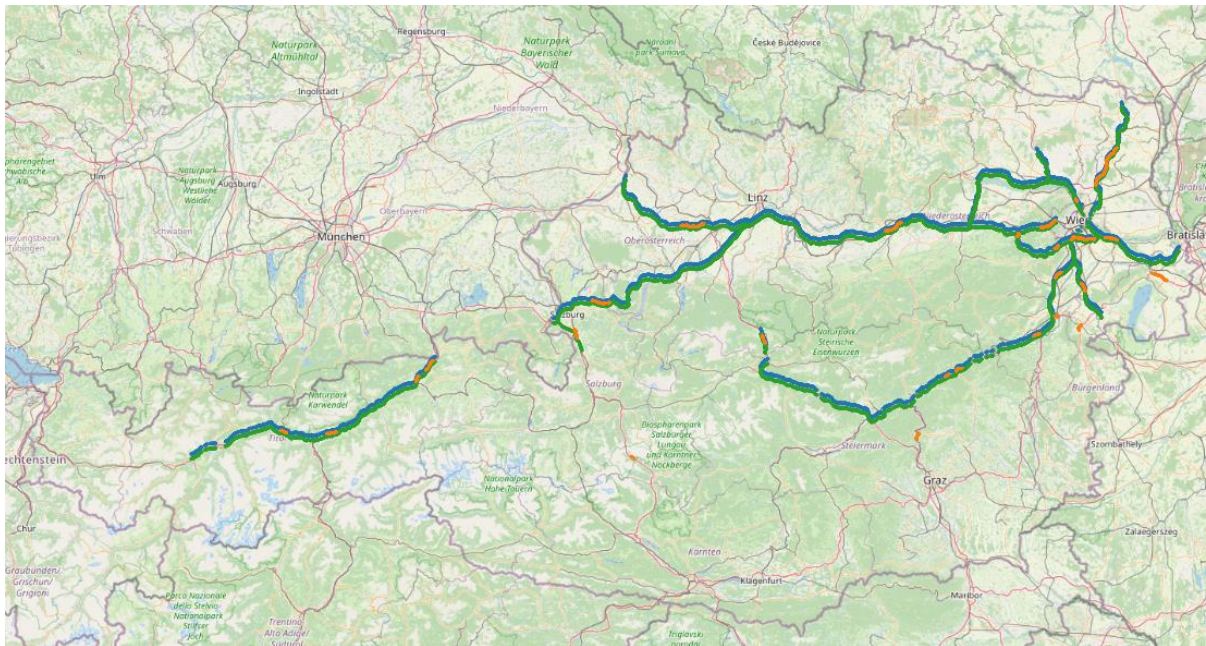 Regensburg
Naturpark
Altmühltal
Naturpark
Bayerischer
Wald
Národní
park Šumava
České Budějovice
Ingolstadt
Niederbayern
Ulm
Naturpark
Augsburg
Westliche
Wälder
Augsburg
Oberbayern
Schwaben
München
Tübingen
Linz
Niederösterreich
Oberösterreich
Wie
Bratisla
zburg
Naturpark
Steirische
Eisenwurzen
Salzburg
Naturpark
Karwendel
Tirol
Burgenland
Biosphärenpark
Salzburger
Lungau
und Kärntner
Nockberge
Steiermark
Szombathely
echtenstein
Nationalpark
Hohe Tauern
Graz
Chur
Zalaegerszeg
Graubünden/
Grischun/
Grigioni
Kärnten
Klagenfurt
Parco Nazionale
dello Stelvio
Nationalpark
Stilfser
Joch
Maribor
Trentino
Alto Adige/
Südtirol
Triglavski
narodni